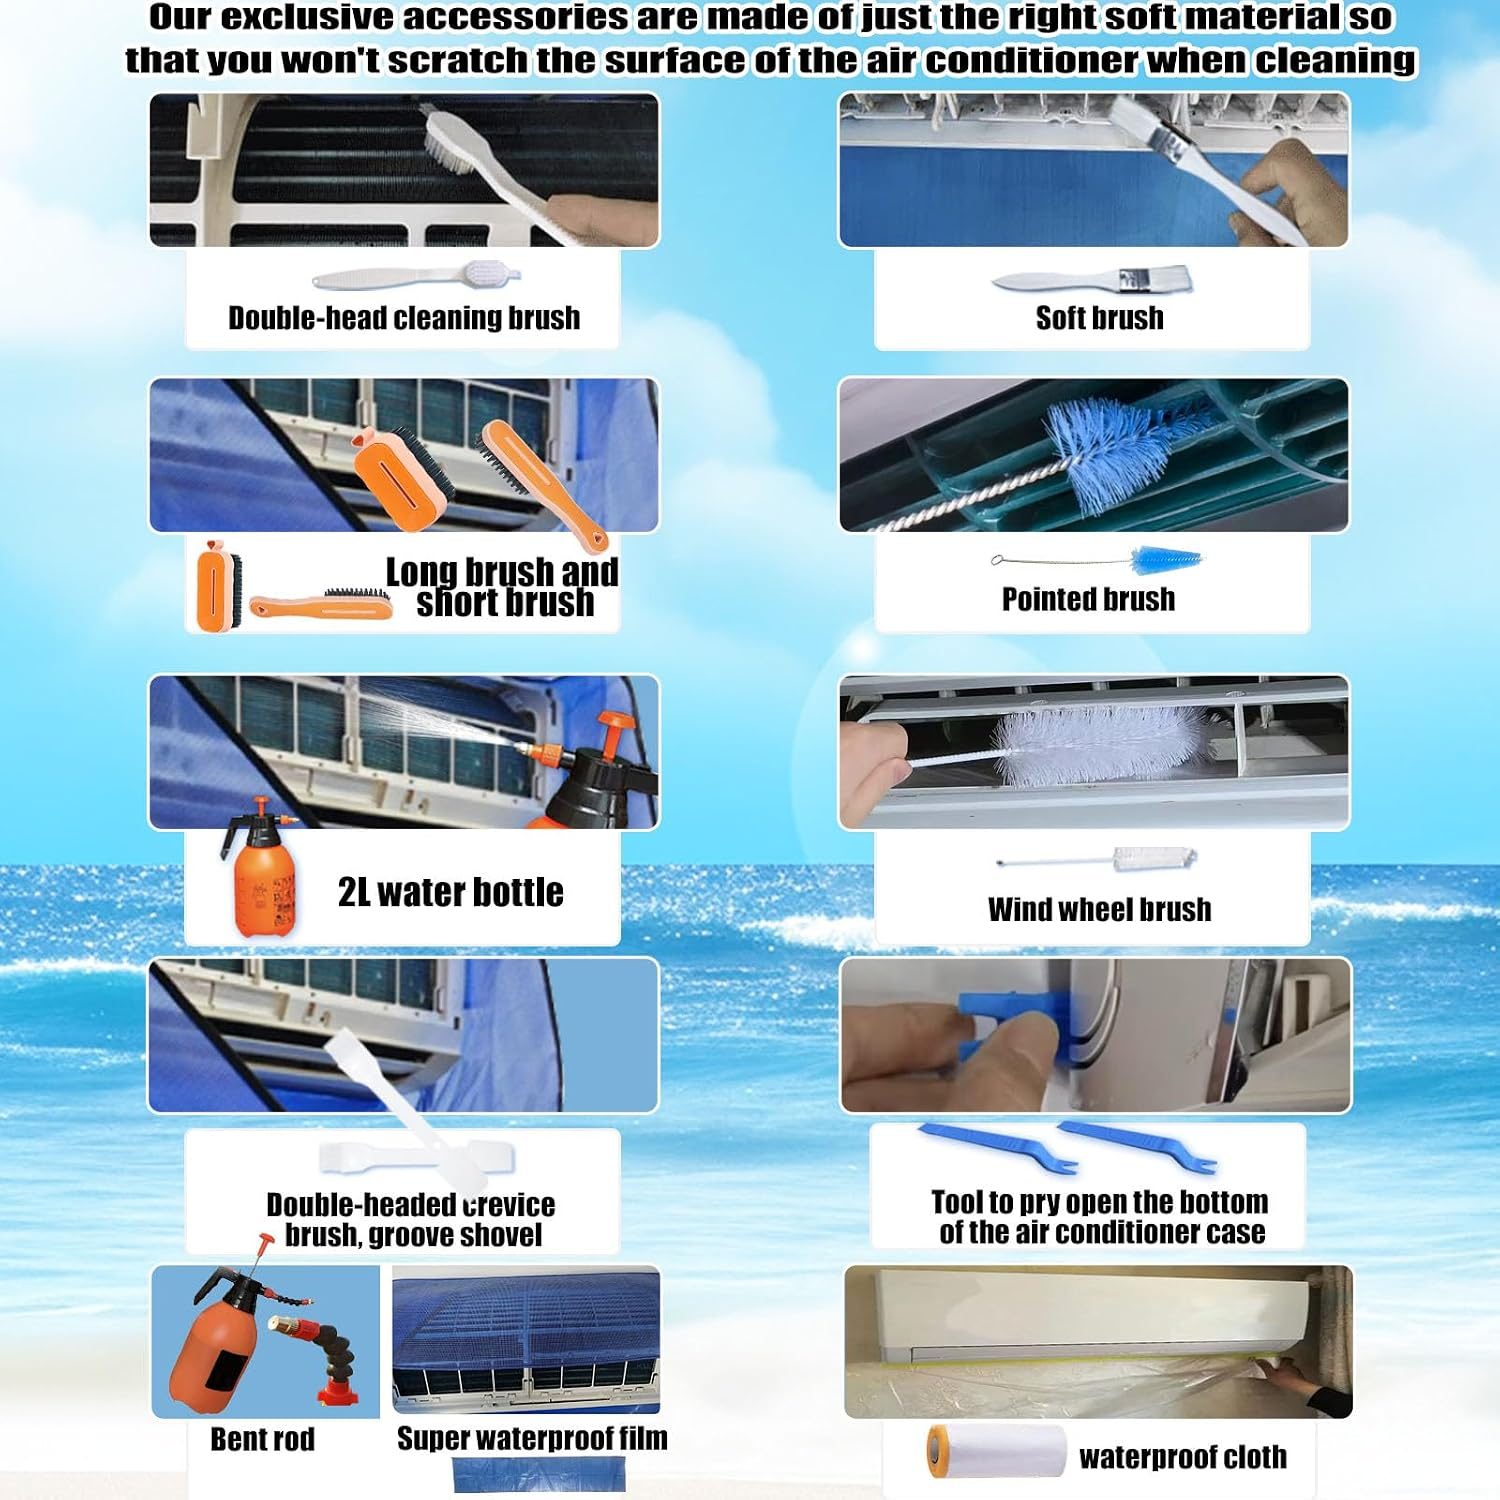 Our exclusive accessories are made of just the right soft material so
that you won't scratch the surface of the air conditioner when cleaning
Double-head cleaning brush
Soft brush
Long brush and
short brush
Pointed brush
2L water bottle
Wind wheel brush
Double-headed crevice
brush, groove shovel
Tool to pry open the bottom
of the air conditioner case
Bent rod
Super waterproof film
waterproof cloth